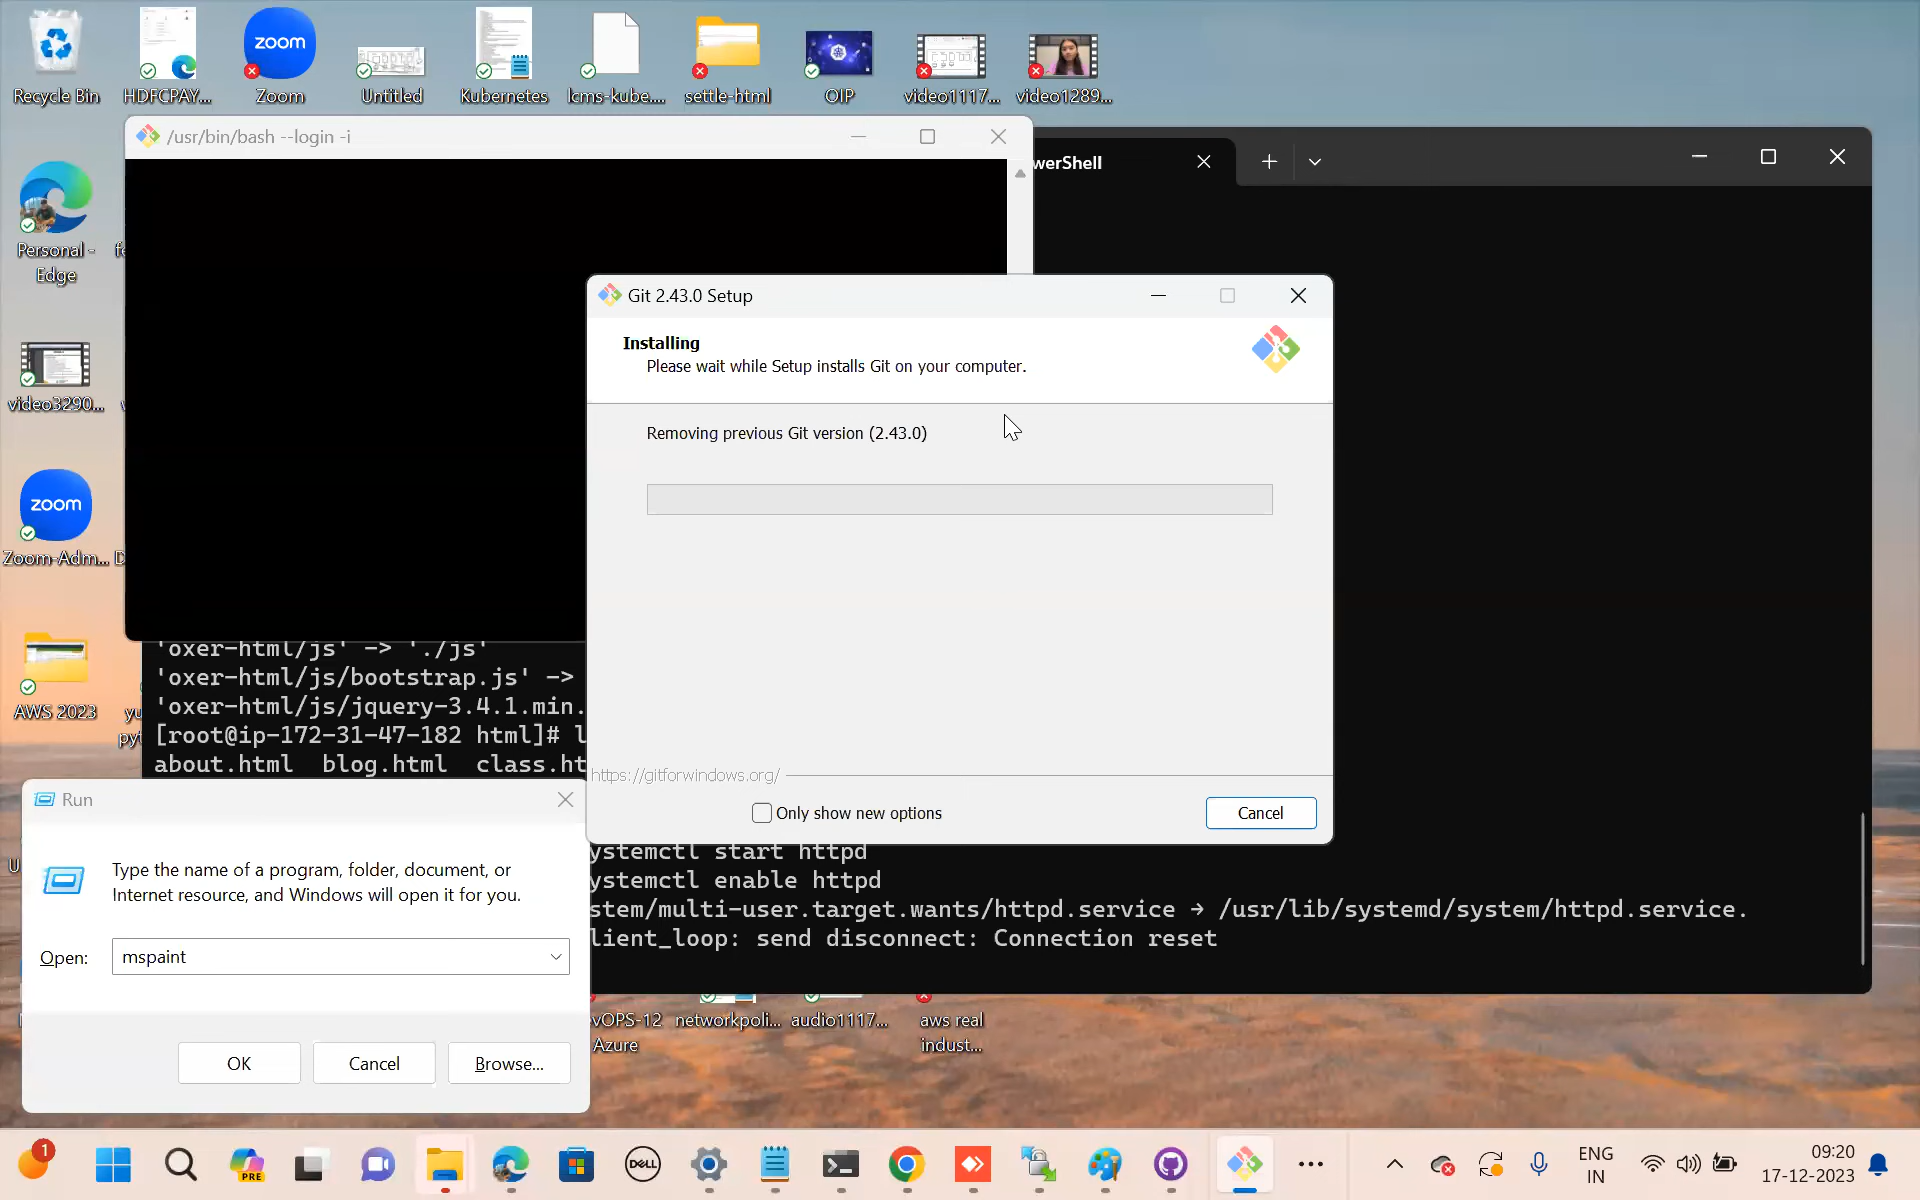 zoom
Recycle Bin
HDFCPAY...
Zoom
Untitled
Kubernetes
lcms-kube....
settle-html
OIP
video1117...
video1289...
/usr/bin/bash --login -i
werShell
Personal -
Edge
video3290...
zoom
Zoom-Adm...
AWS 2023
Git 2.43.0 Setup
Installing
Please wait while Setup installs Git on your computer.
Removing previous Git version (2.43.0)
https://gitforwindows.org/
Only show new options
Cancel
'oxer-html/js' -> './js'
'oxer-html/js/bootstrap.js' ->
'oxer-html/js/jquery-3.4.1.min.
[root@ip-172-31-47-182 html]# l
about.html blog.html class.ht
ystemctl start httpd
ystemctl enable httpd
stem/multi-user.target.wants/httpd.service → /usr/lib/systemd/system/httpd.service.
lient_loop: send disconnect: Connection reset
Run
Type the name of a program, folder, document, or
Internet resource, and Windows will open it for you.
Open:
mspaint
OK
Cancel
Browse...
vOPS-12
Azure
networkpoli...
audio1117...
aws real
indust...
1
PRE
DELL
ENG
IN
09:20
17-12-2023